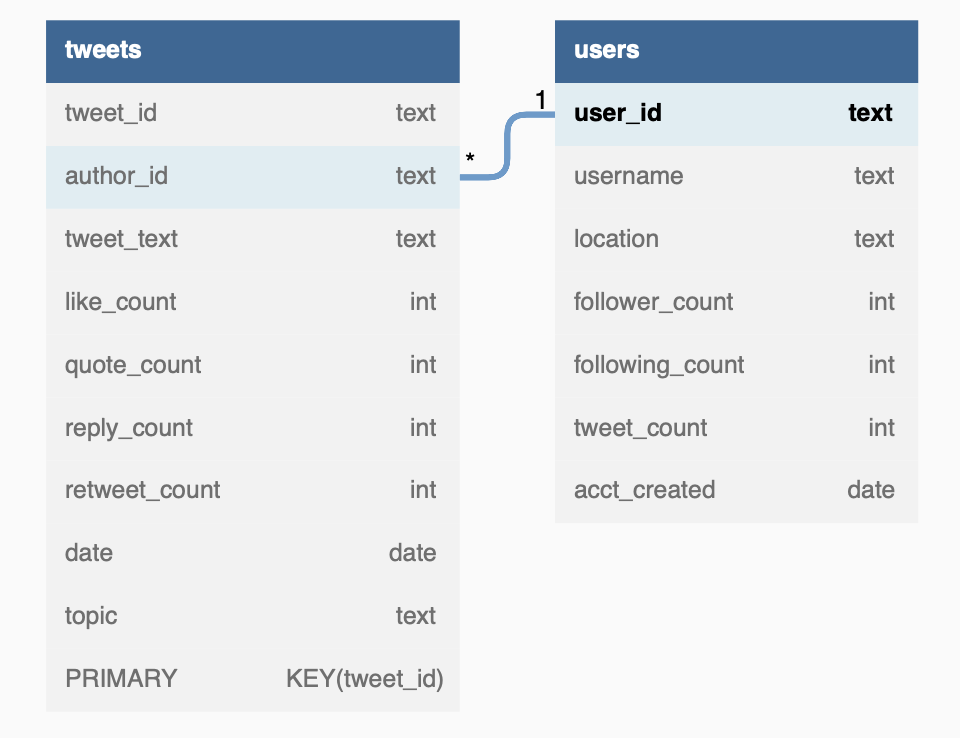 tweets
tweet_id text
author_id text
tweet_text text
like_count int
quote_count int
reply_count int
retweet_count int
date date
topic text
PRIMARY KEY(tweet_id)
*
1
users
user_id text
username text
location text
follower_count int
following_count int
tweet_count int
acct_created date